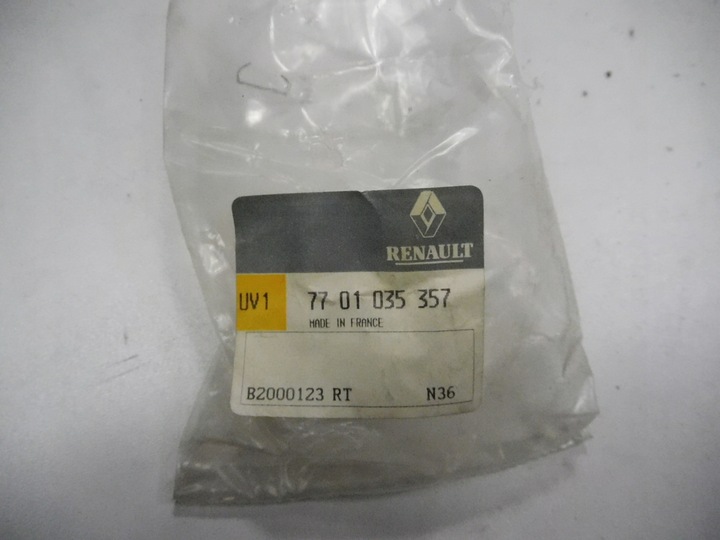 RENAULT
UV1 77 01 035 357
MADE IN FRANCE
B2000123 RT N36